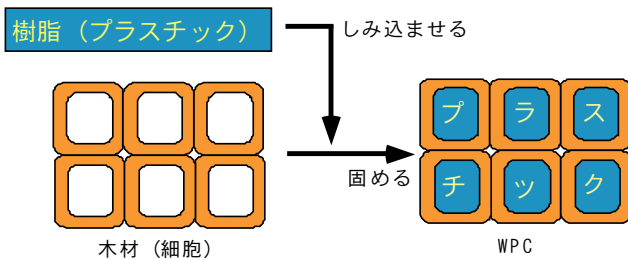 樹脂（プラスチック）
しみ込ませる
プラス
チック
固める
木材（細胞）
WPC